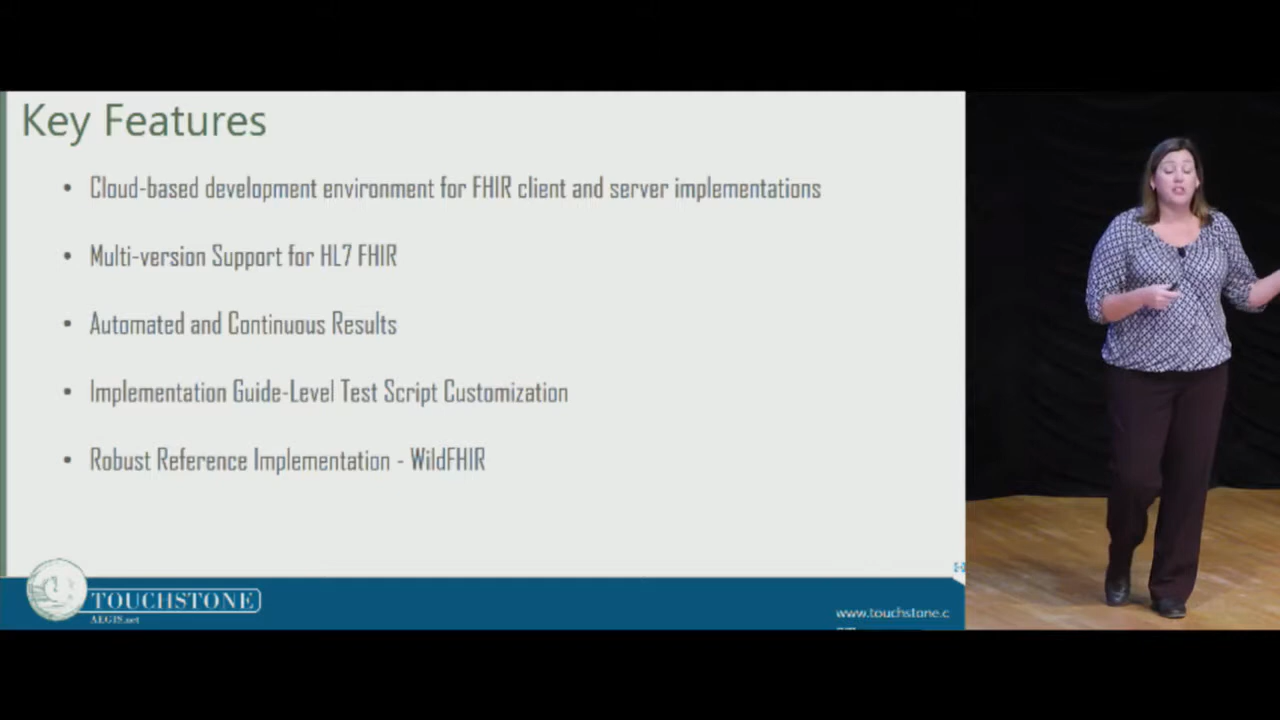 Key Features
• Cloud-based development environment for FHIR client and server implementations
• Multi-version Support for HL7 FHIR
• Automated and Continuous Results
• Implementation Guide-Level Test Script Customization
• Robust Reference Implementation - WildFHIR
TOUCHSTONE
AEGIS.net
www.touchstone.c